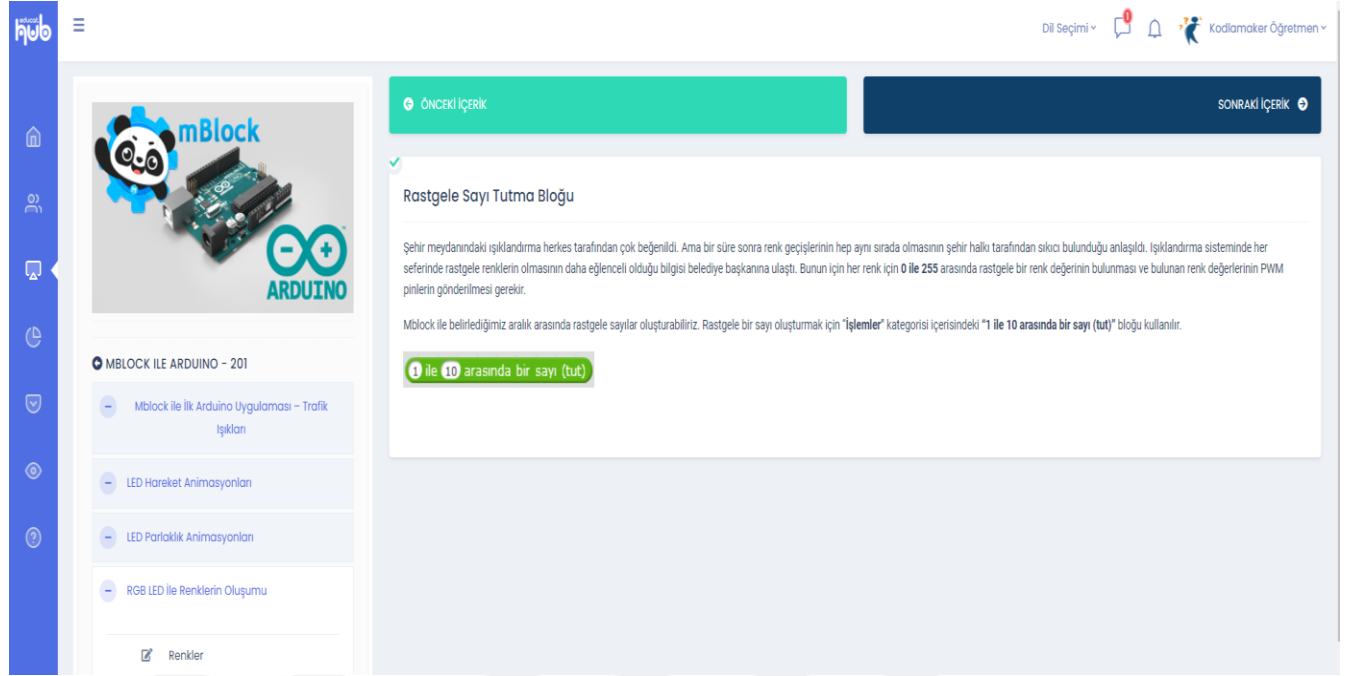 educat
hub
Dil Seçimi
0
Kodlamaker Öğretmen
mBlock
ARDUINO
ÖNCEKİ İÇERİK
SONRAKİ İÇERİK
Rastgele Sayı Tutma Bloğu
Şehir meydanındaki ışıklandırma herkes tarafından çok beğenildi. Ama bir süre sonra renk geçişlerinin hep aynı sırada olmasının şehir halkı tarafından sıkıcı bulunduğu anlaşıldı. Işıklandırma sisteminde her
seferinde rastgele renklerin olmasının daha eğlenceli olduğu bilgisi belediye başkanına ulaştı. Bunun için her renk için 0 ile 255 arasında rastgele bir renk değerinin bulunması ve bulunan renk değerlerinin PWM
pinlerin gönderilmesi gerekir.
Mblock ile belirlediğimiz aralık arasında rastgele sayılar oluşturabiliriz. Rastgele bir sayı oluşturmak için "İşlemler" kategorisi içerisindeki "1 ile 10 arasında bir sayı (tut)" bloğu kullanılır.
1 ile 10 arasında bir sayı (tut)
MBLOCK ILE ARDUINO - 201
Mblock ile İlk Arduino Uygulaması – Trafik
Işıkları
LED Hareket Animasyonları
LED Parlaklık Animasyonları
RGB LED İle Renklerin Oluşumu
Renkler